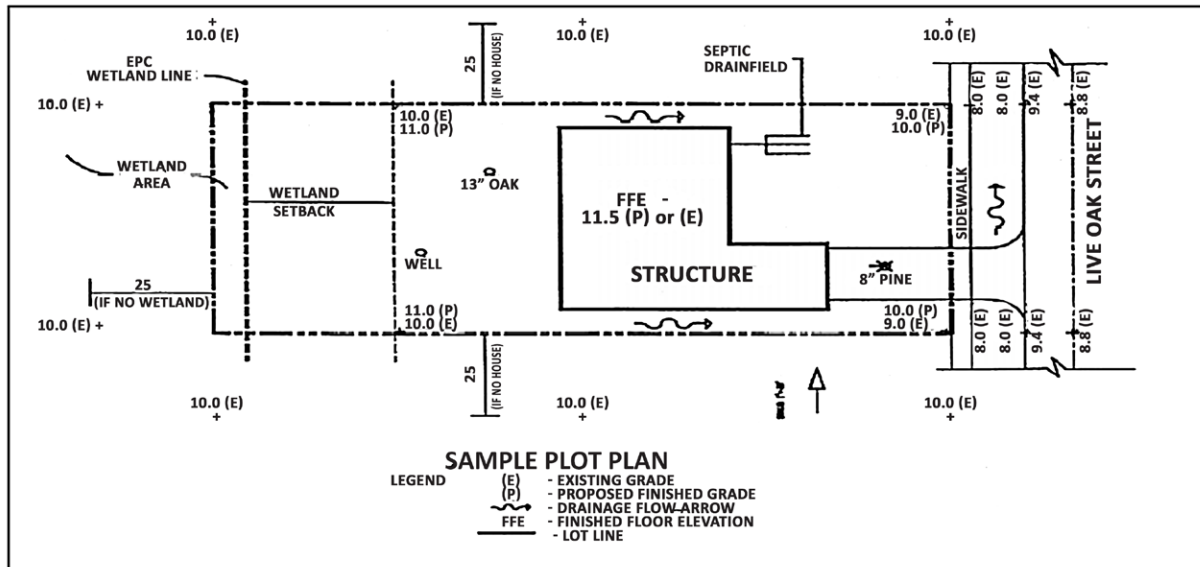 10.0 (E)
10.0 (E)
10.0 (E)
EPC
WETLAND LINE
25
(IF NO HOUSE)
SEPTIC
DRAINFIELD
10.0 (E) +
10.0 (E)
11.0 (P)
9.0 (E)
10.0 (P)
8.0 (E)
8.0 (E)
9.4 (E)
8.8 (E)
WETLAND
AREA
WETLAND
SETBACK
13" OAK
FFE -
11.5 (P) or (E)
SIDEWALK
LIVE OAK STREET
WELL
STRUCTURE
8" PINE
25
(IF NO WETLAND)
10.0 (E) +
11.0 (P)
10.0 (E)
10.0 (P)
9.0 (E)
8.0 (E)
8.0 (E)
9.4 (E)
8.8 (E)
25
(IF NO HOUSE)
10.0 (E)
10.0 (E)
10.0 (E)
SAMPLE PLOT PLAN
LEGEND
(E) - EXISTING GRADE
(P) - PROPOSED FINISHED GRADE
- DRAINAGE FLOW ARROW
FFE - FINISHED FLOOR ELEVATION
- LOT LINE